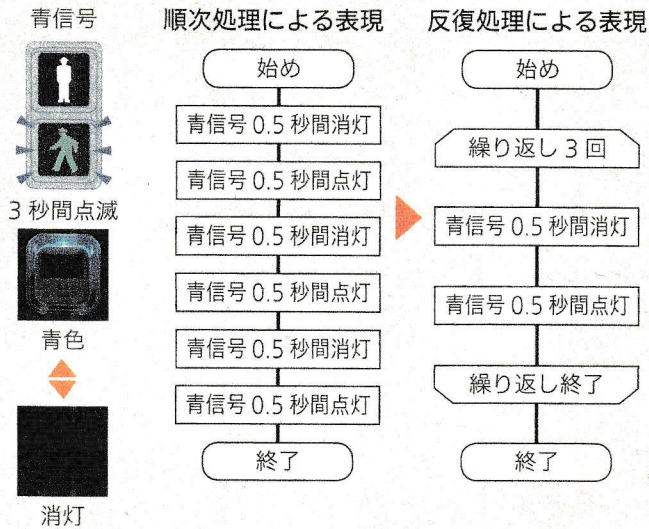 青信号
3秒間点滅
青色
消灯
順次処理による表現
始め
青信号 0.5 秒間消灯
青信号 0.5 秒間点灯
青信号 0.5 秒間消灯
青信号 0.5 秒間点灯
青信号 0.5 秒間消灯
青信号 0.5 秒間点灯
終了
反復処理による表現
始め
繰り返し 3 回
青信号 0.5 秒間消灯
青信号 0.5 秒間点灯
繰り返し終了
終了